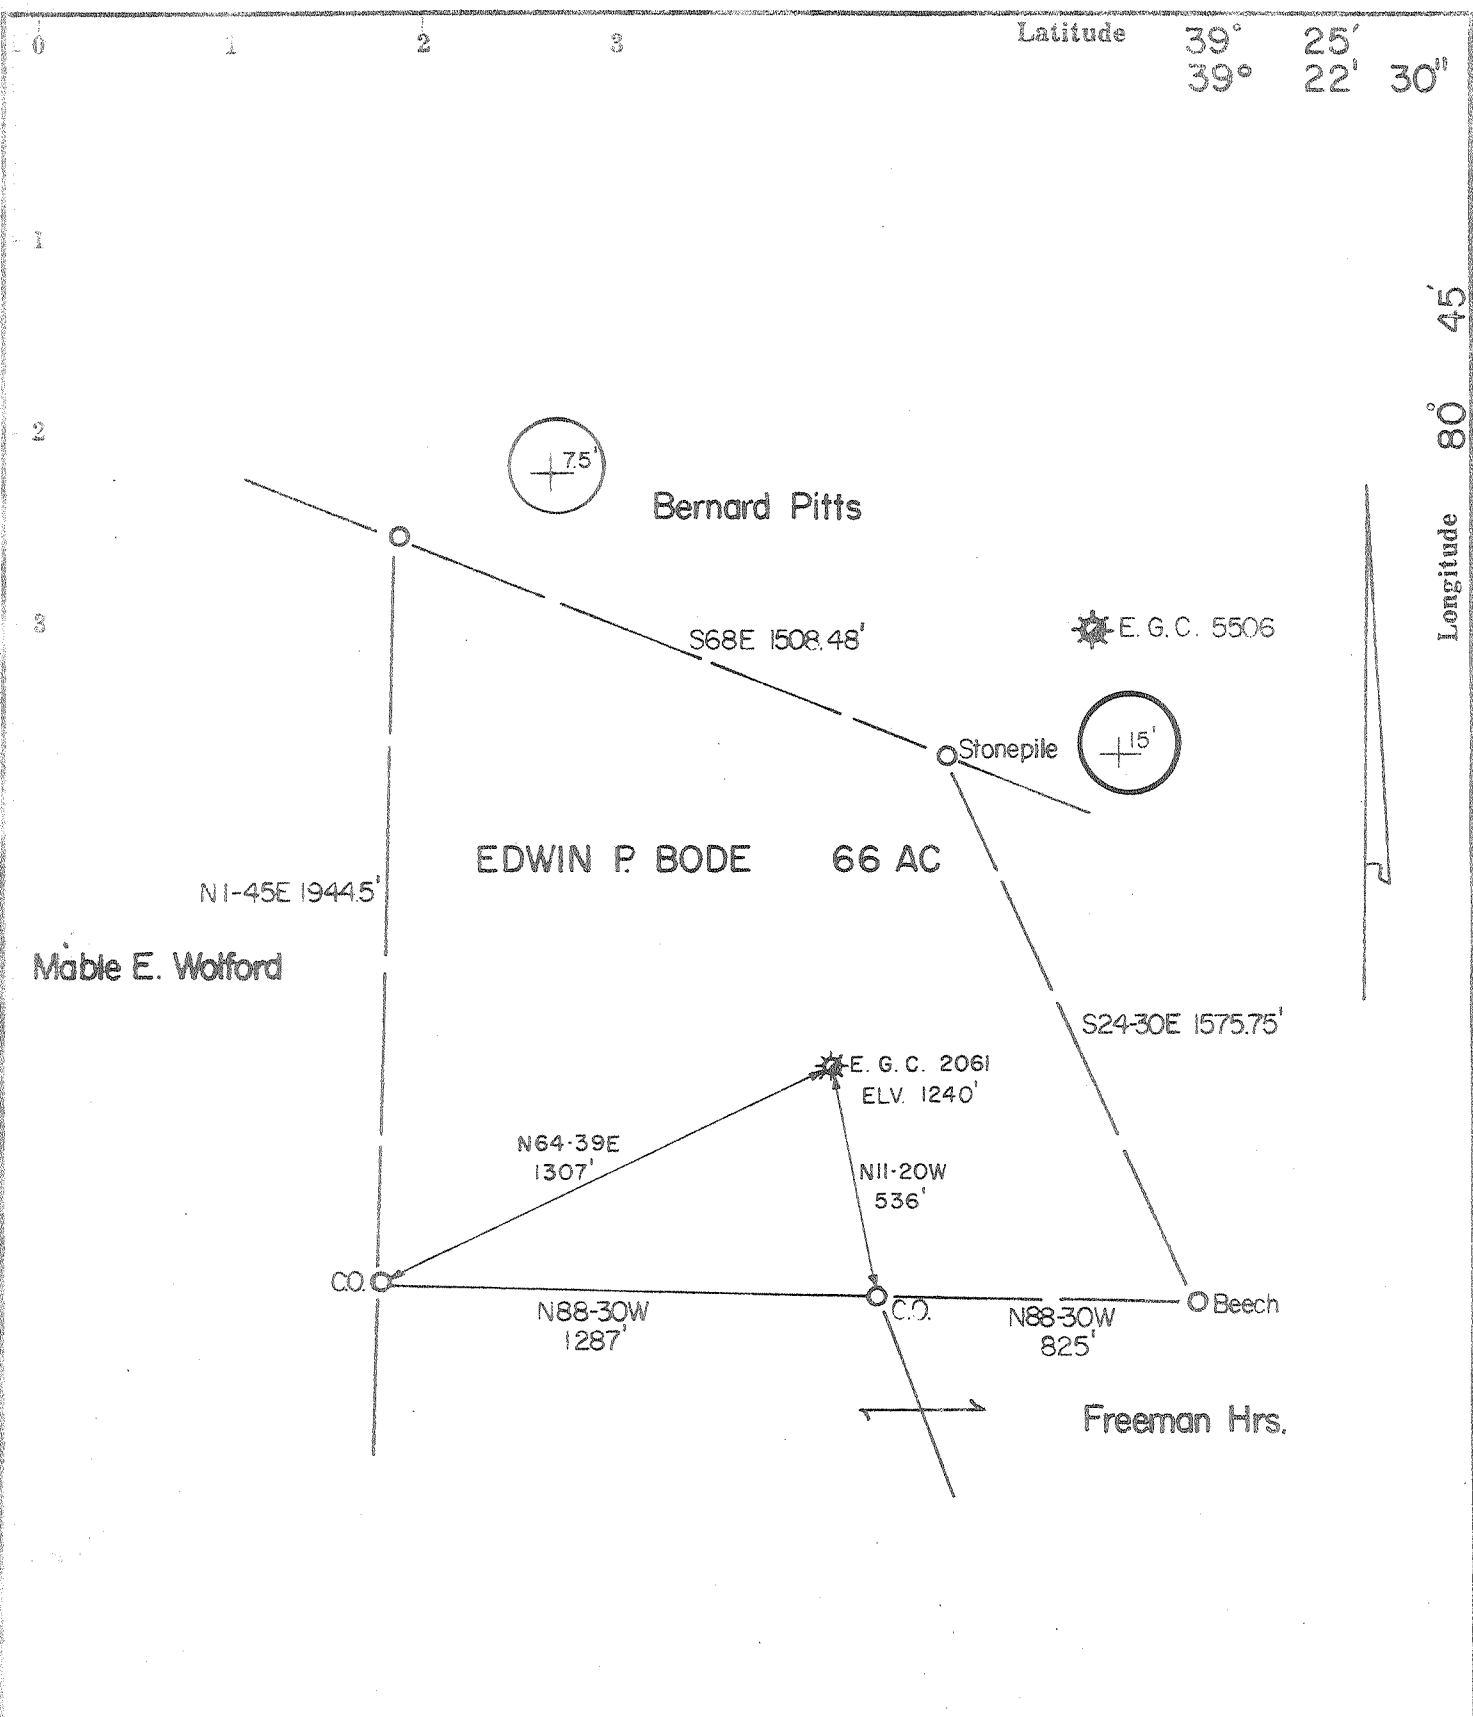 0 1 2 3 Latitude 39° 25'
39° 22' 30"
1
Longitude 80° 45'
2
7.5'
Bernard Pitts
3
S68E 1508.48'
E. G. C. 5506
Stonepile
15'
EDWIN P. BODE 66 AC
N1-45E 1944.5'
Mable E. Wolford
S24-30E 1575.75'
E. G. C. 2061
ELV. 1240'
N64-39E
1307'
N11-20W
536'
C.O.
N88-30W
1287'
C.O.
N88-30W
825'
Beech
Freeman Hrs.